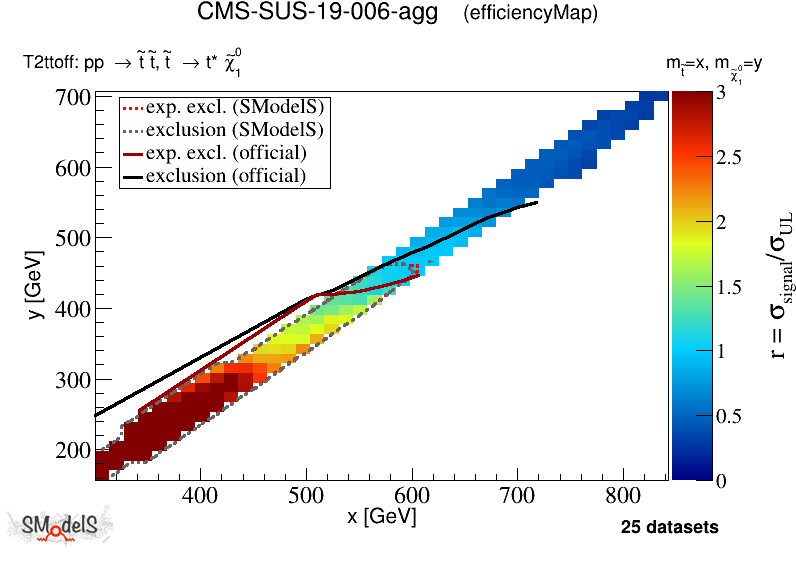 CMS-SUS-19-006-agg (efficiencyMap)
T2ttoff: pp → t̃ t̃, t̃ → t* χ̃₁⁰
m_t̃=x, m_χ̃₁⁰=y
exp. excl. (SModelS)
exclusion (SModelS)
exp. excl. (official)
exclusion (official)
700
600
500
400
300
200
y [GeV]
400 500 600 700 800
x [GeV]
3
2.5
2
1.5
1
0.5
0
r = σ_signal/σ_UL
SModelS
25 datasets